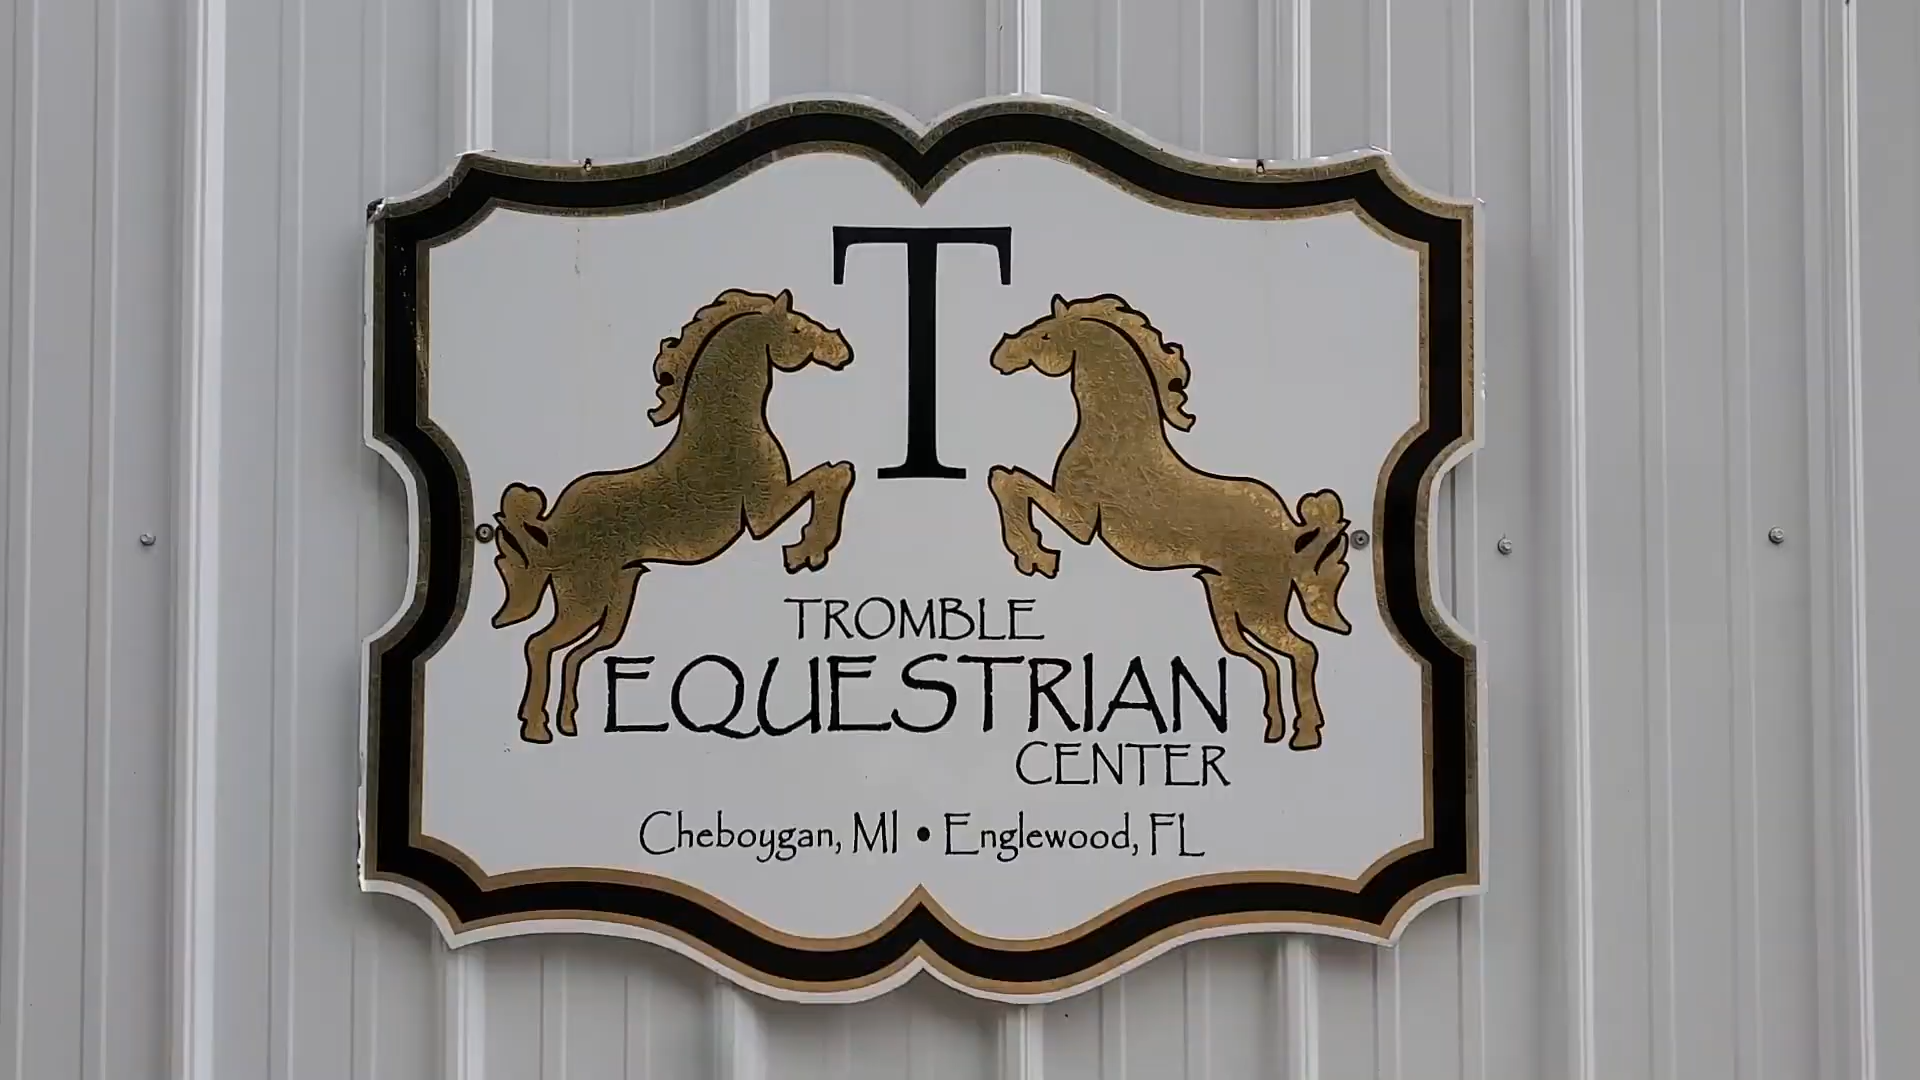 T
TROMBLE
EQUESTRIAN
CENTER
Cheboygan, MI • Englewood, FL